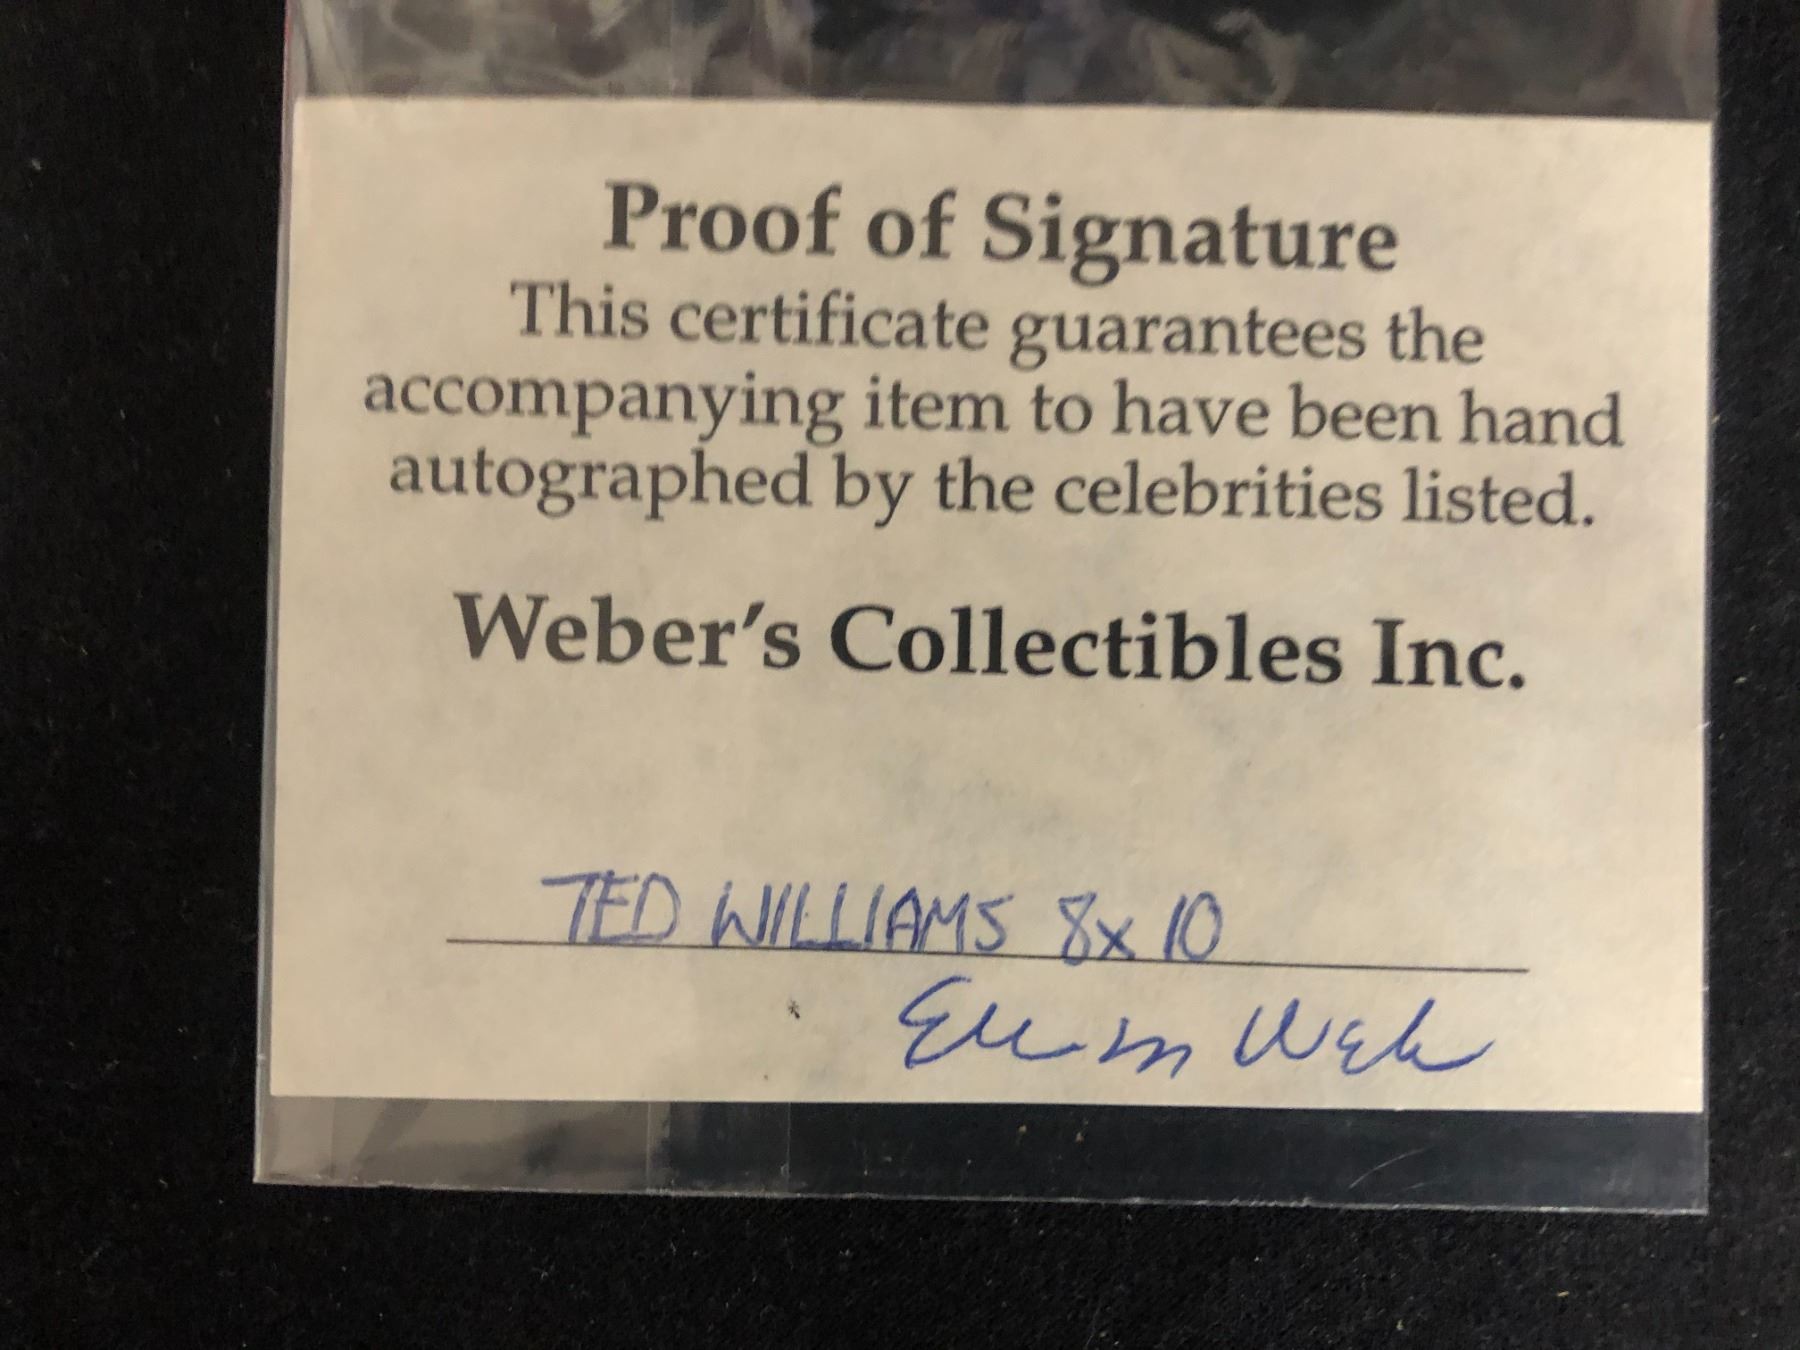 Proof of Signature
This certificate guarantees the
accompanying item to have been hand
autographed by the celebrities listed.
Weber's Collectibles Inc.
TED WILLIAMS 8x10